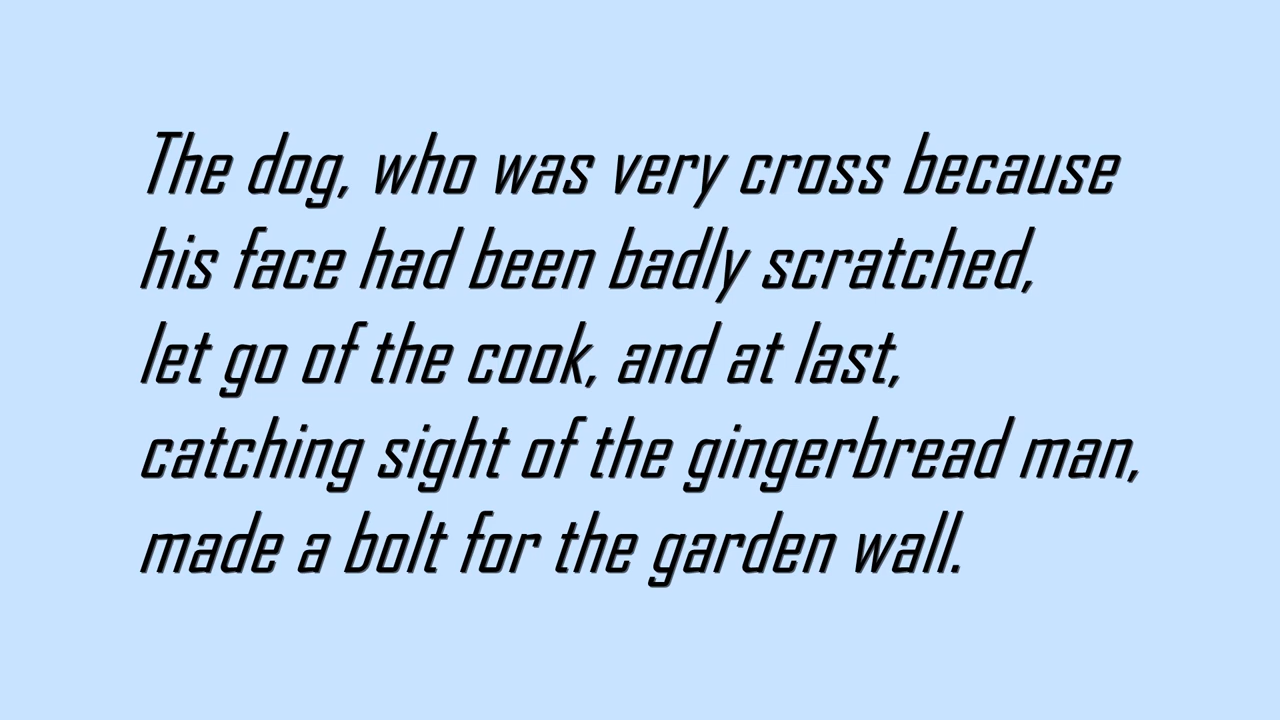 The dog, who was very cross because
his face had been badly scratched,
let go of the cook, and at last,
catching sight of the gingerbread man,
made a bolt for the garden wall.